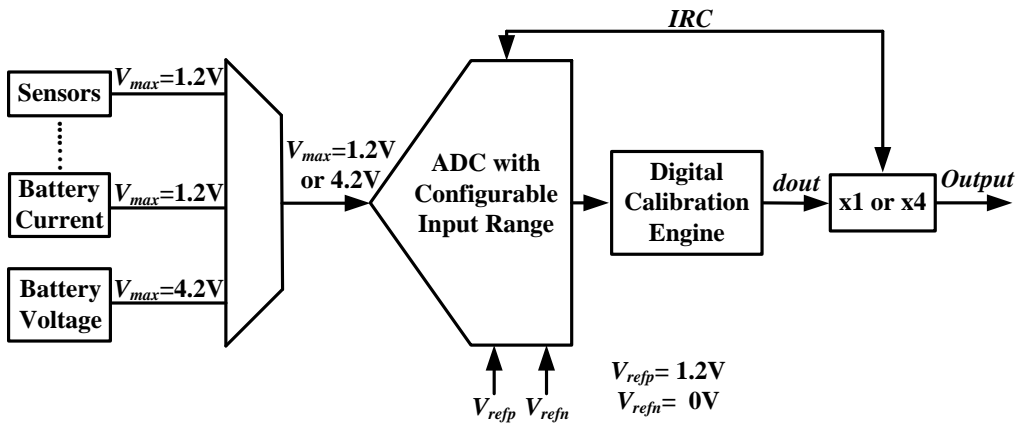 IRC
Sensors
V_max=1.2V
Battery
Current
V_max=1.2V
Battery
Voltage
V_max=4.2V
V_max=1.2V
or 4.2V
ADC with
Configurable
Input Range
Digital
Calibration
Engine
dout
x1 or x4
Output
V_refp
V_refn
V_refp= 1.2V
V_refn= 0V